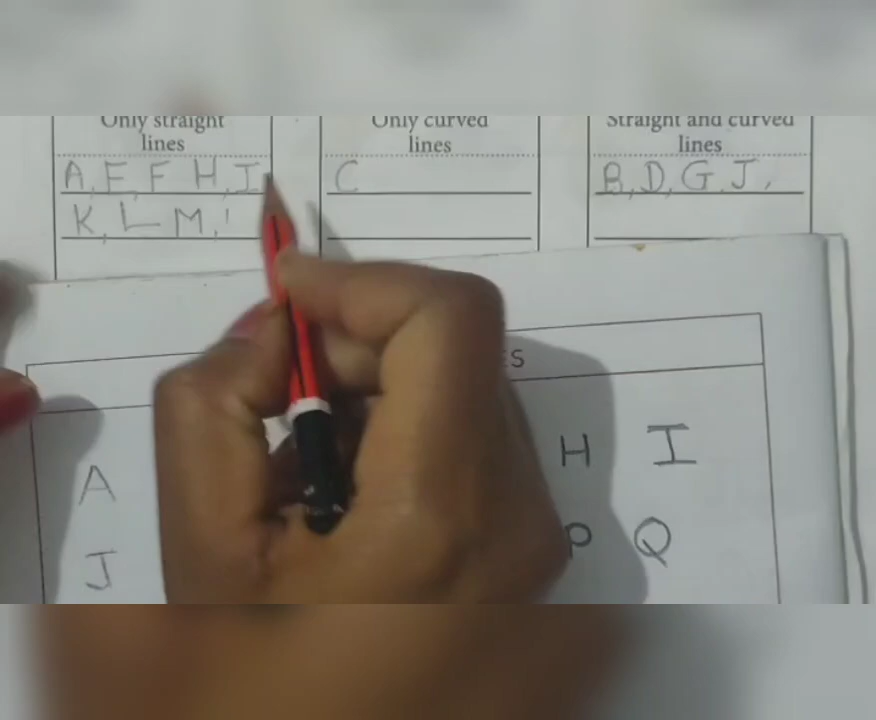 Only straight lines
Only curved lines
Straight and curved lines
A, E, F H, I
C
B, D, G, J,
K, L M,
S
H I
A
P Q
J